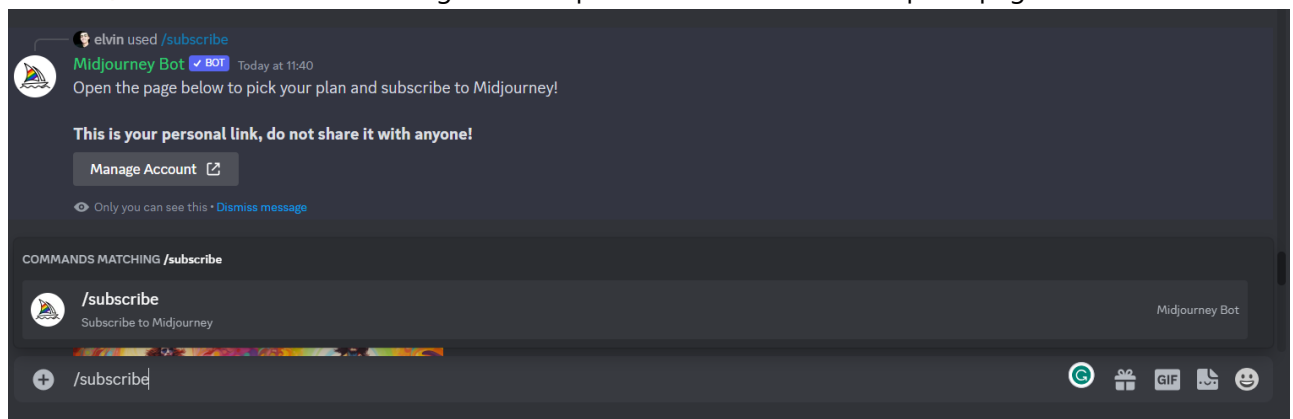 elvin used /subscribe
Midjourney Bot ✓ BOT Today at 11:40
Open the page below to pick your plan and subscribe to Midjourney!
This is your personal link, do not share it with anyone!
Manage Account
Only you can see this • Dismiss message
COMMANDS MATCHING /subscribe
/subscribe
Subscribe to Midjourney
Midjourney Bot
/subscribe
GIF